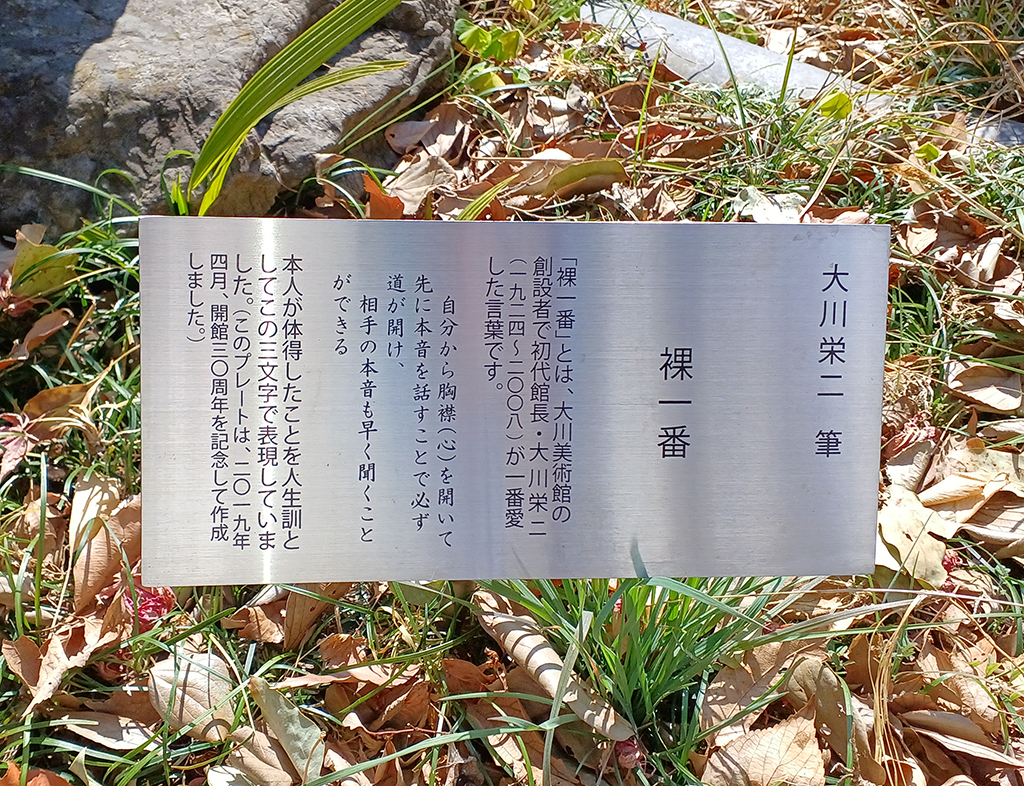 大川栄二 筆
裸一番
「裸一番」とは、大川美術館の
創設者で初代館長・大川栄二
(一九二四〜二〇〇八)が一番愛
した言葉です。
自分から胸襟(心)を開いて
先に本音を話すことで必ず
道が開け、
相手の本音も早く聞くこと
ができる
本人が体得したことを人生訓と
してこの三文字で表現していま
した。(このプレートは、二〇一九年
四月、開館三〇周年を記念して作成
しました。)